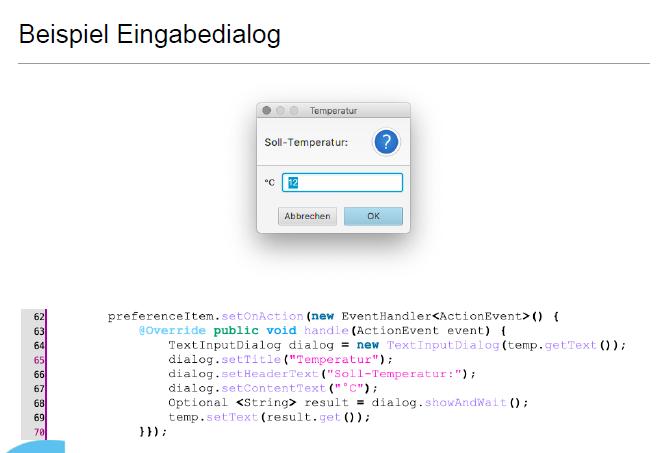 Beispiel Eingabedialog
Temperatur
Soll-Temperatur:
?
°C 12
Abbrechen OK
62 preferenceItem.setOnAction(new EventHandler<ActionEvent>() {
63 @Override public void handle(ActionEvent event) {
64 TextInputDialog dialog = new TextInputDialog(temp.getText());
65 dialog.setTitle("Temperatur");
66 dialog.setHeaderText("Soll-Temperatur:");
67 dialog.setContentText("°C");
68 Optional <String> result = dialog.showAndWait();
69 temp.setText(result.get());
70 }});